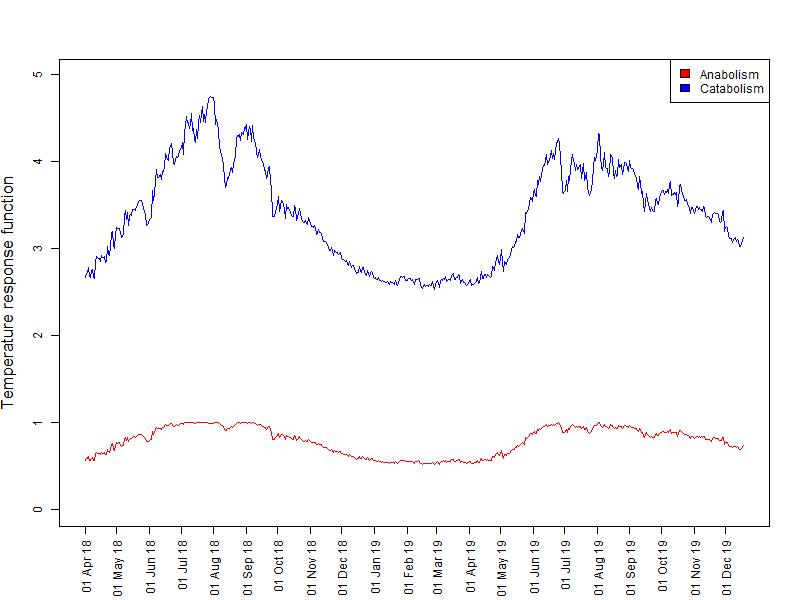 Anabolism
Catabolism
Temperature response function
5
4
3
2
1
0
01 Apr 18
01 May 18
01 Jun 18
01 Jul 18
01 Aug 18
01 Sep 18
01 Oct 18
01 Nov 18
01 Dec 18
01 Jan 19
01 Feb 19
01 Mar 19
01 Apr 19
01 May 19
01 Jun 19
01 Jul 19
01 Aug 19
01 Sep 19
01 Oct 19
01 Nov 19
01 Dec 19